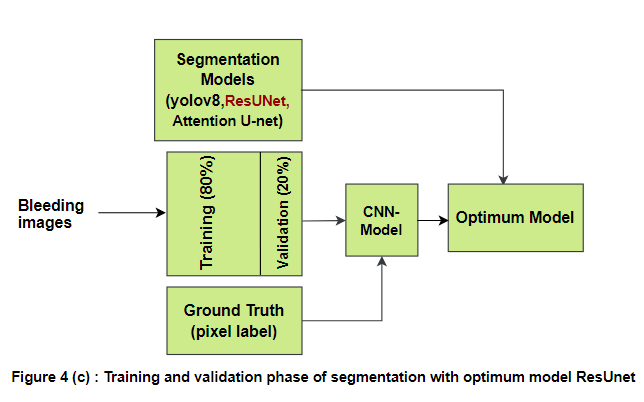 Segmentation
Models
(yolov8,ResUNet,
Attention U-net)
Bleeding
images
Training (80%)
Validation (20%)
CNN-
Model
Optimum Model
Ground Truth
(pixel label)
Figure 4 (c) : Training and validation phase of segmentation with optimum model ResUnet